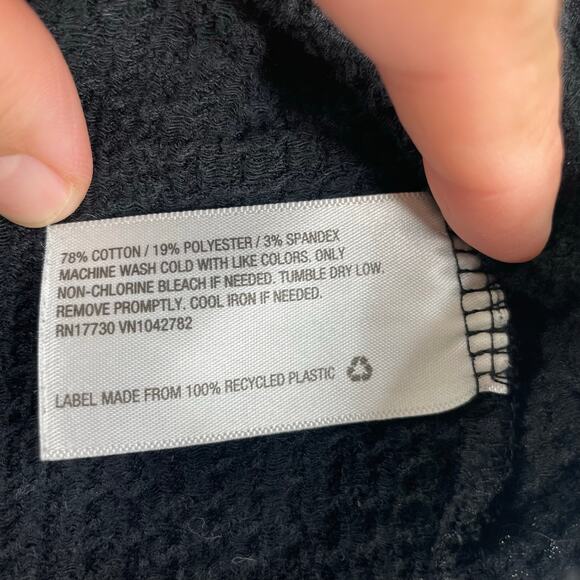 78% COTTON / 19% POLYESTER / 3% SPANDEX
MACHINE WASH COLD WITH LIKE COLORS, ONLY
NON-CHLORINE BLEACH IF NEEDED. TUMBLE DRY LOW.
REMOVE PROMPTLY. COOL IRON IF NEEDED.
RN17730 VN1042782
LABEL MADE FROM 100% RECYCLED PLASTIC